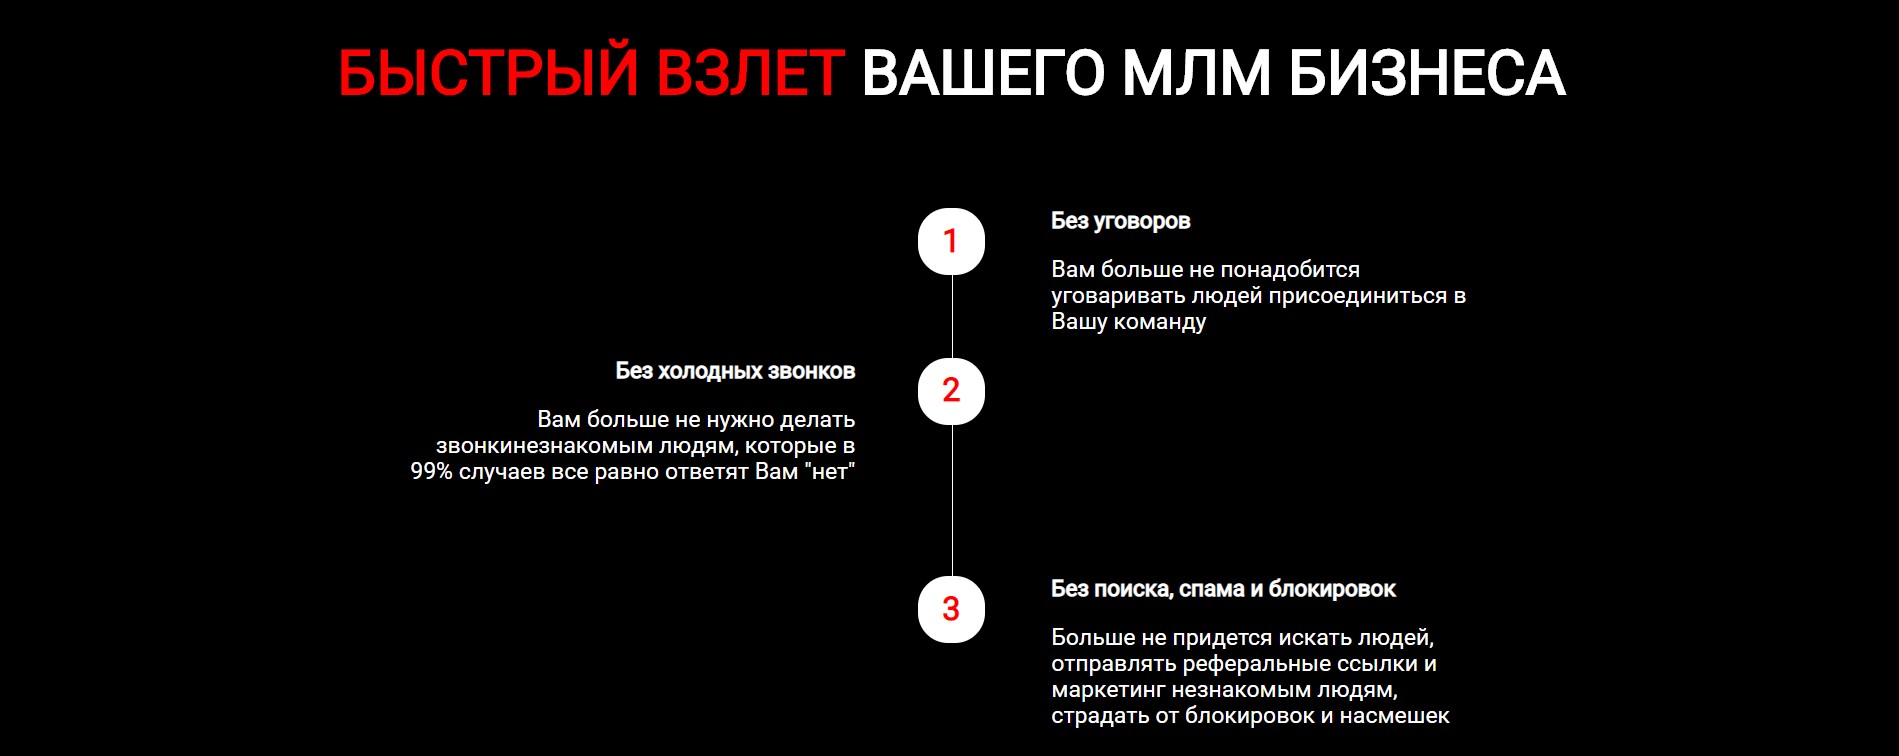 БЫСТРЫЙ ВЗЛЕТ ВАШЕГО МЛМ БИЗНЕСА
1
Без уговоров
Вам больше не понадобится
уговаривать людей присоединиться в
Вашу команду
2
Без холодных звонков
Вам больше не нужно делать
звонкинезнакомым людям, которые в
99% случаев все равно ответят Вам "нет"
3
Без поиска, спама и блокировок
Больше не придется искать людей,
отправлять реферальные ссылки и
маркетинг незнакомым людям,
страдать от блокировок и насмешек